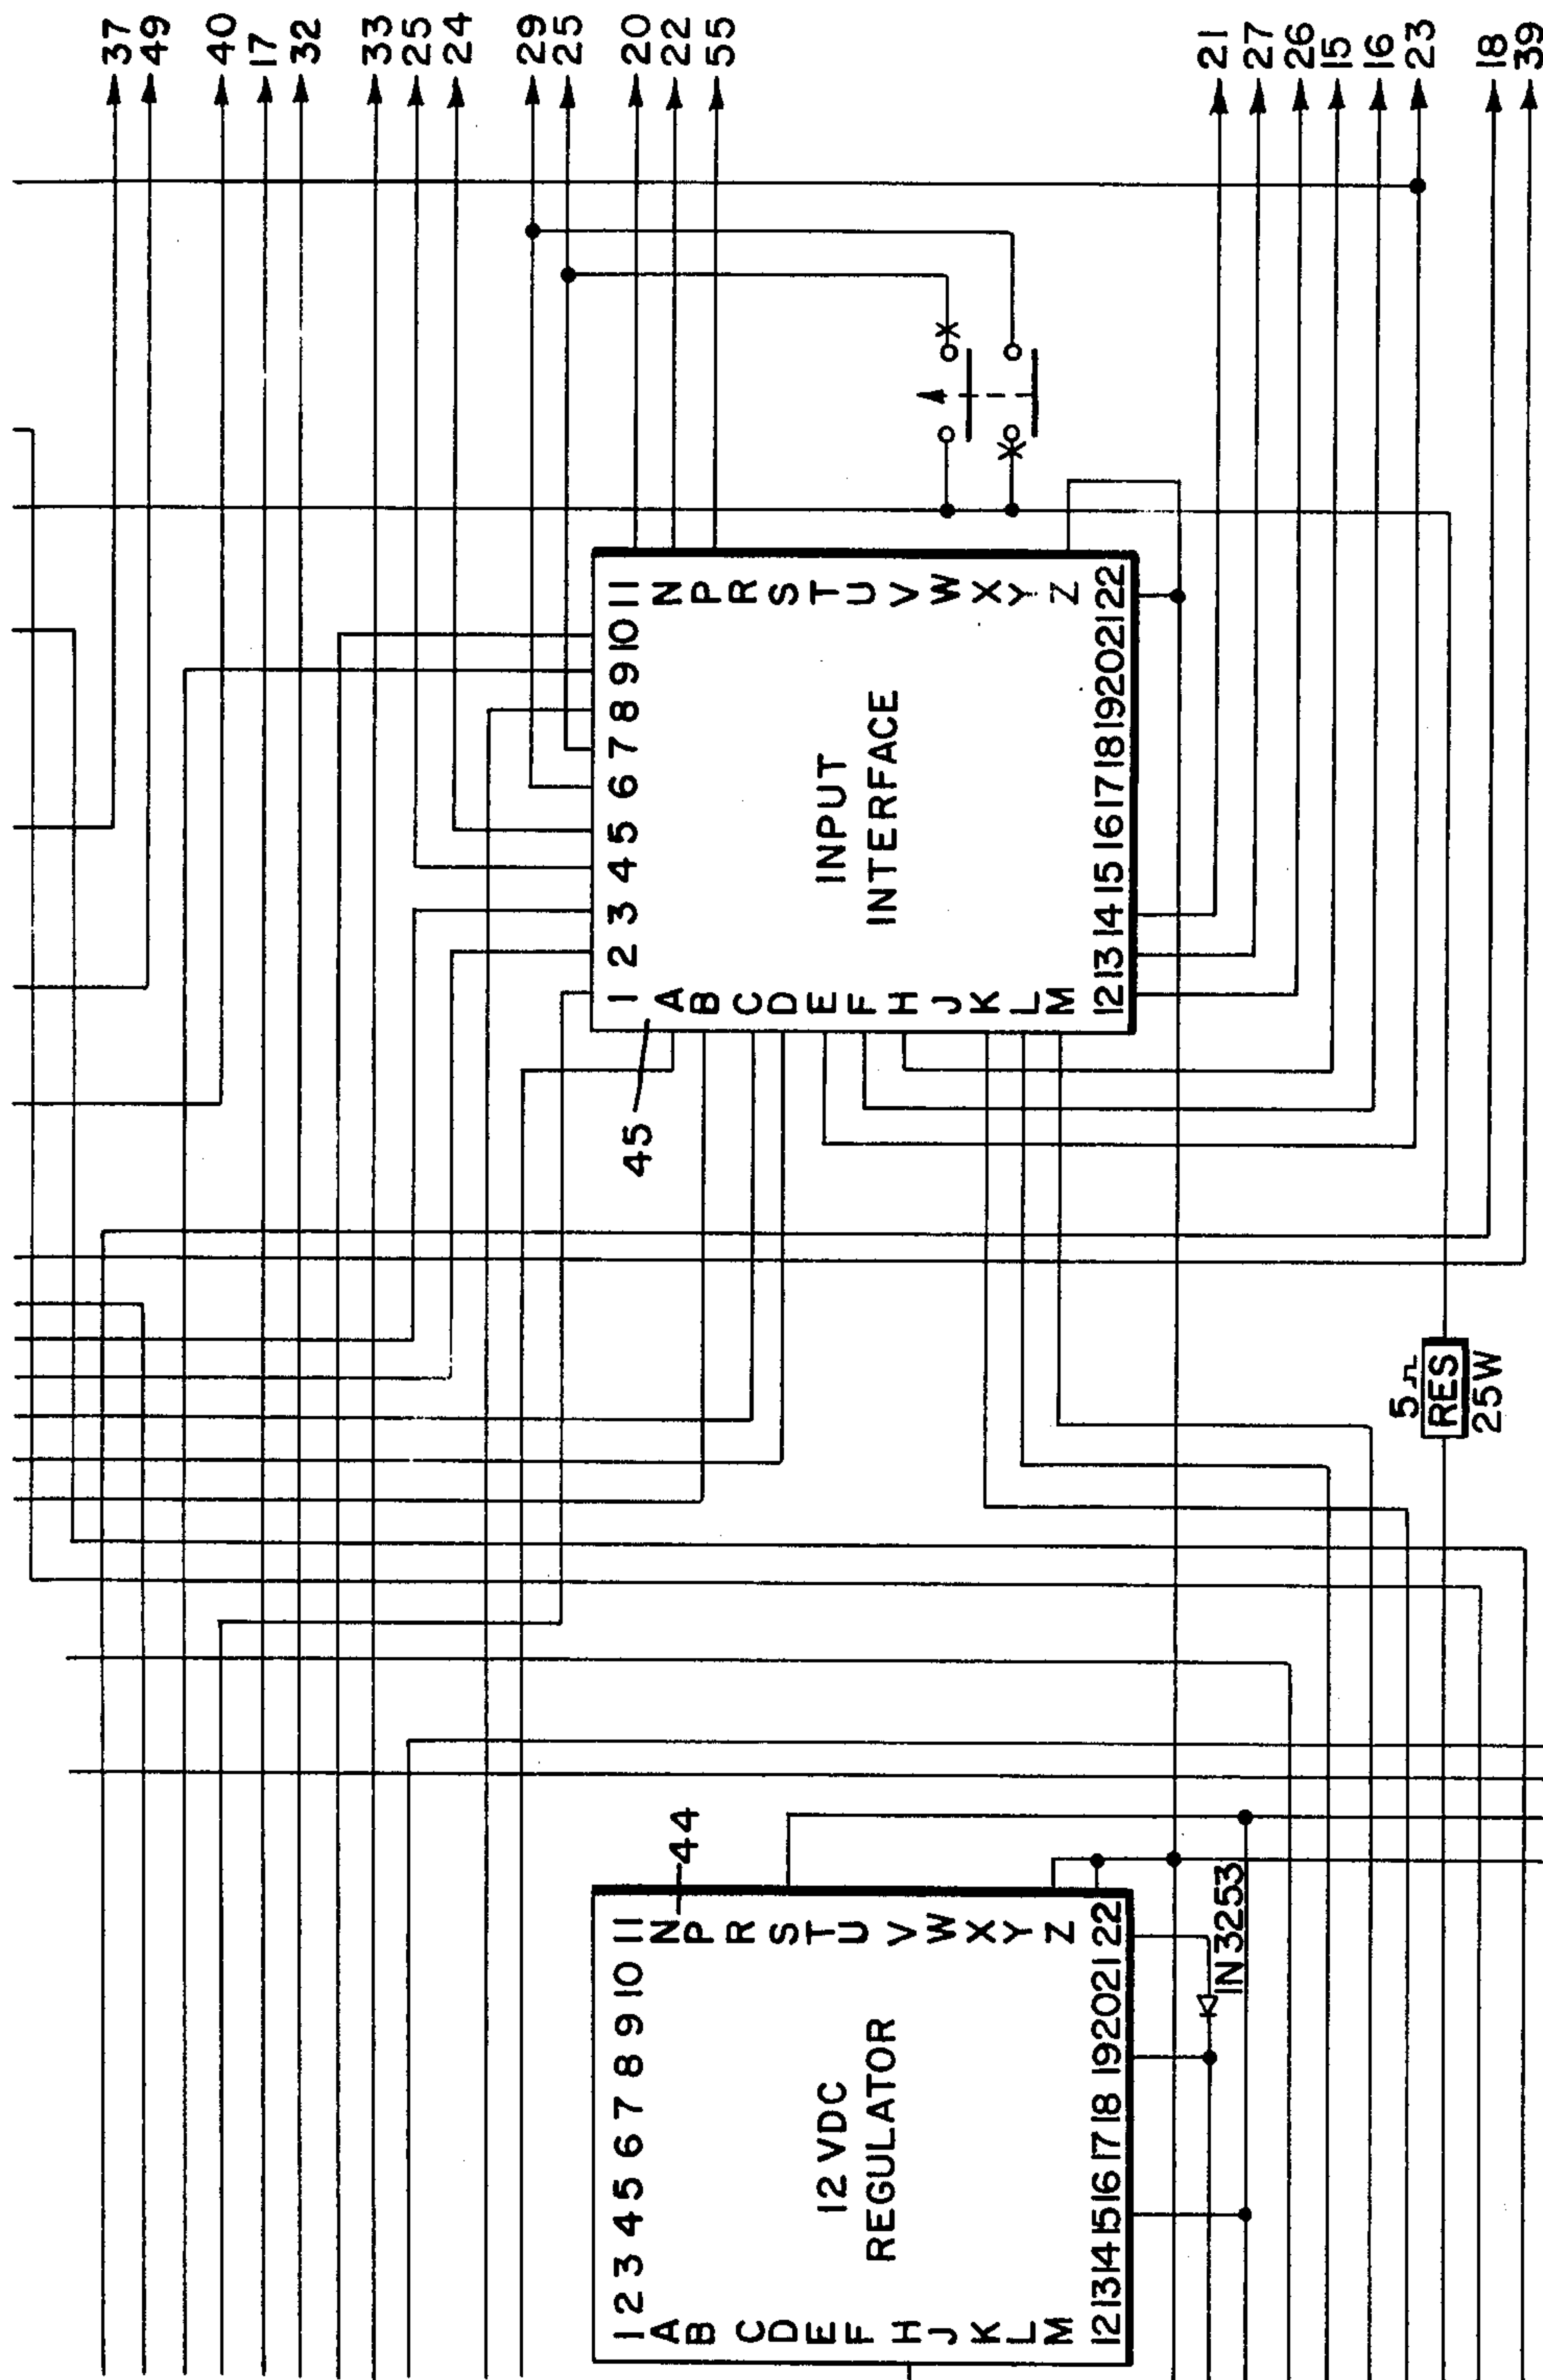 37
49
40
17
32
33
25
24
29
25
20
22
55
21
27
26
15
16
23
18
39
1 2 3 4 5 6 7 8 9 10 11
A B C D E F H J K L M
N P R S T U V W X Y Z
INPUT
INTERFACE
12 13 14 15 16 17 18 19 20 21 22
45
5Ω
RES
25W
44
1 2 3 4 5 6 7 8 9 10 11
A B C D E F H J K L M
N P R S T U V W X Y Z
12 VDC
REGULATOR
12 13 14 15 16 17 18 19 20 21 22
IN3253